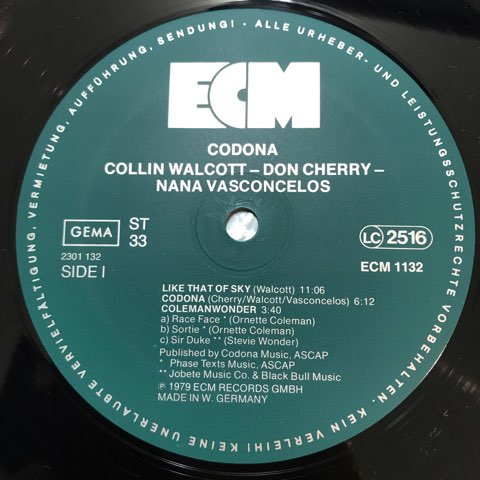 ECM
CODONA
COLLIN WALCOTT – DON CHERRY –
NANA VASCONCELOS
GEMA
ST
33
LC 2516
2301 132
SIDE I
ECM 1132
LIKE THAT OF SKY (Walcott) 11:06
CODONA (Cherry/Walcott/Vasconcelos) 6:12
COLEMANWONDER 3:40
a) Race Face * (Ornette Coleman)
b) Sortie * (Ornette Coleman)
c) Sir Duke ** (Stevie Wonder)
Published by Codona Music, ASCAP
* Phase Texts Music, ASCAP
** Jobete Music Co. & Black Bull Music
℗ 1979 ECM RECORDS GMBH
MADE IN W. GERMANY
ALLE URHEBER- UND LEISTUNGSSCHUTZRECHTE VORBEHALTEN. KEIN VERLEIH! KEINE UNERLAUBTE VERVIELFÄLTIGUNG, VERMIETUNG, AUFFÜHRUNG, SENDUNG! ·